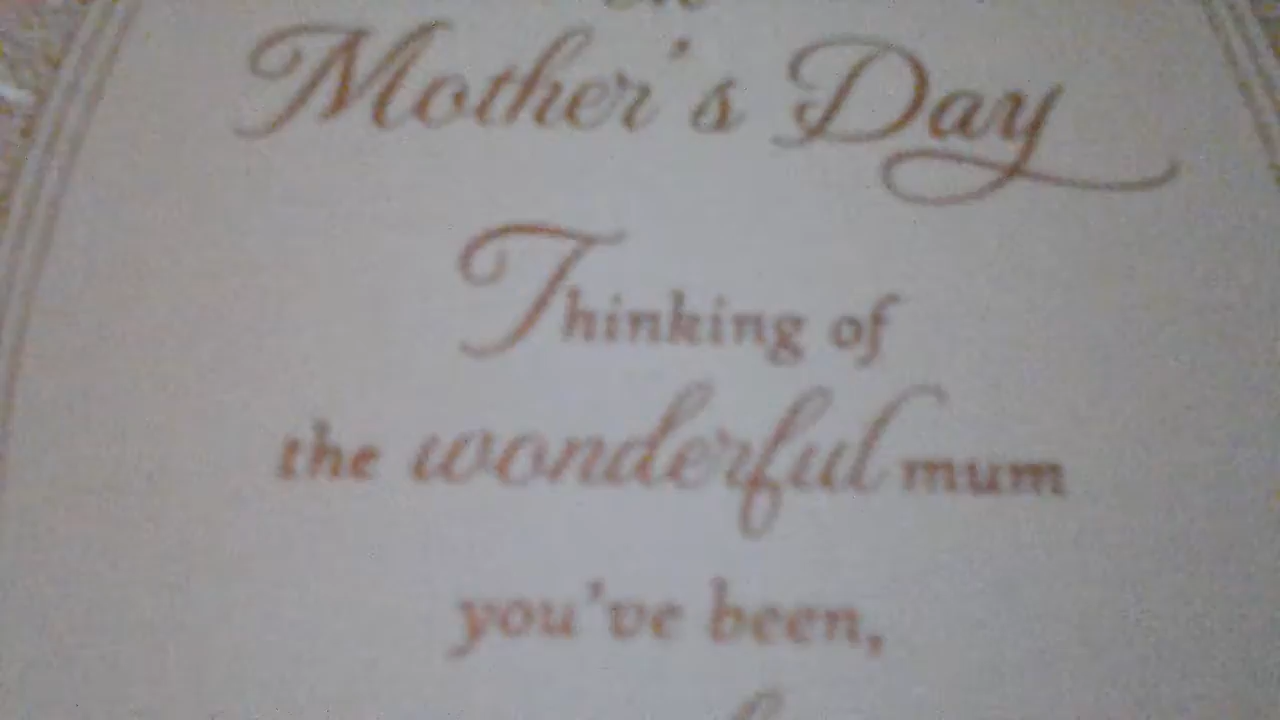 Mother's Day
Thinking of
the wonderful mum
you've been,